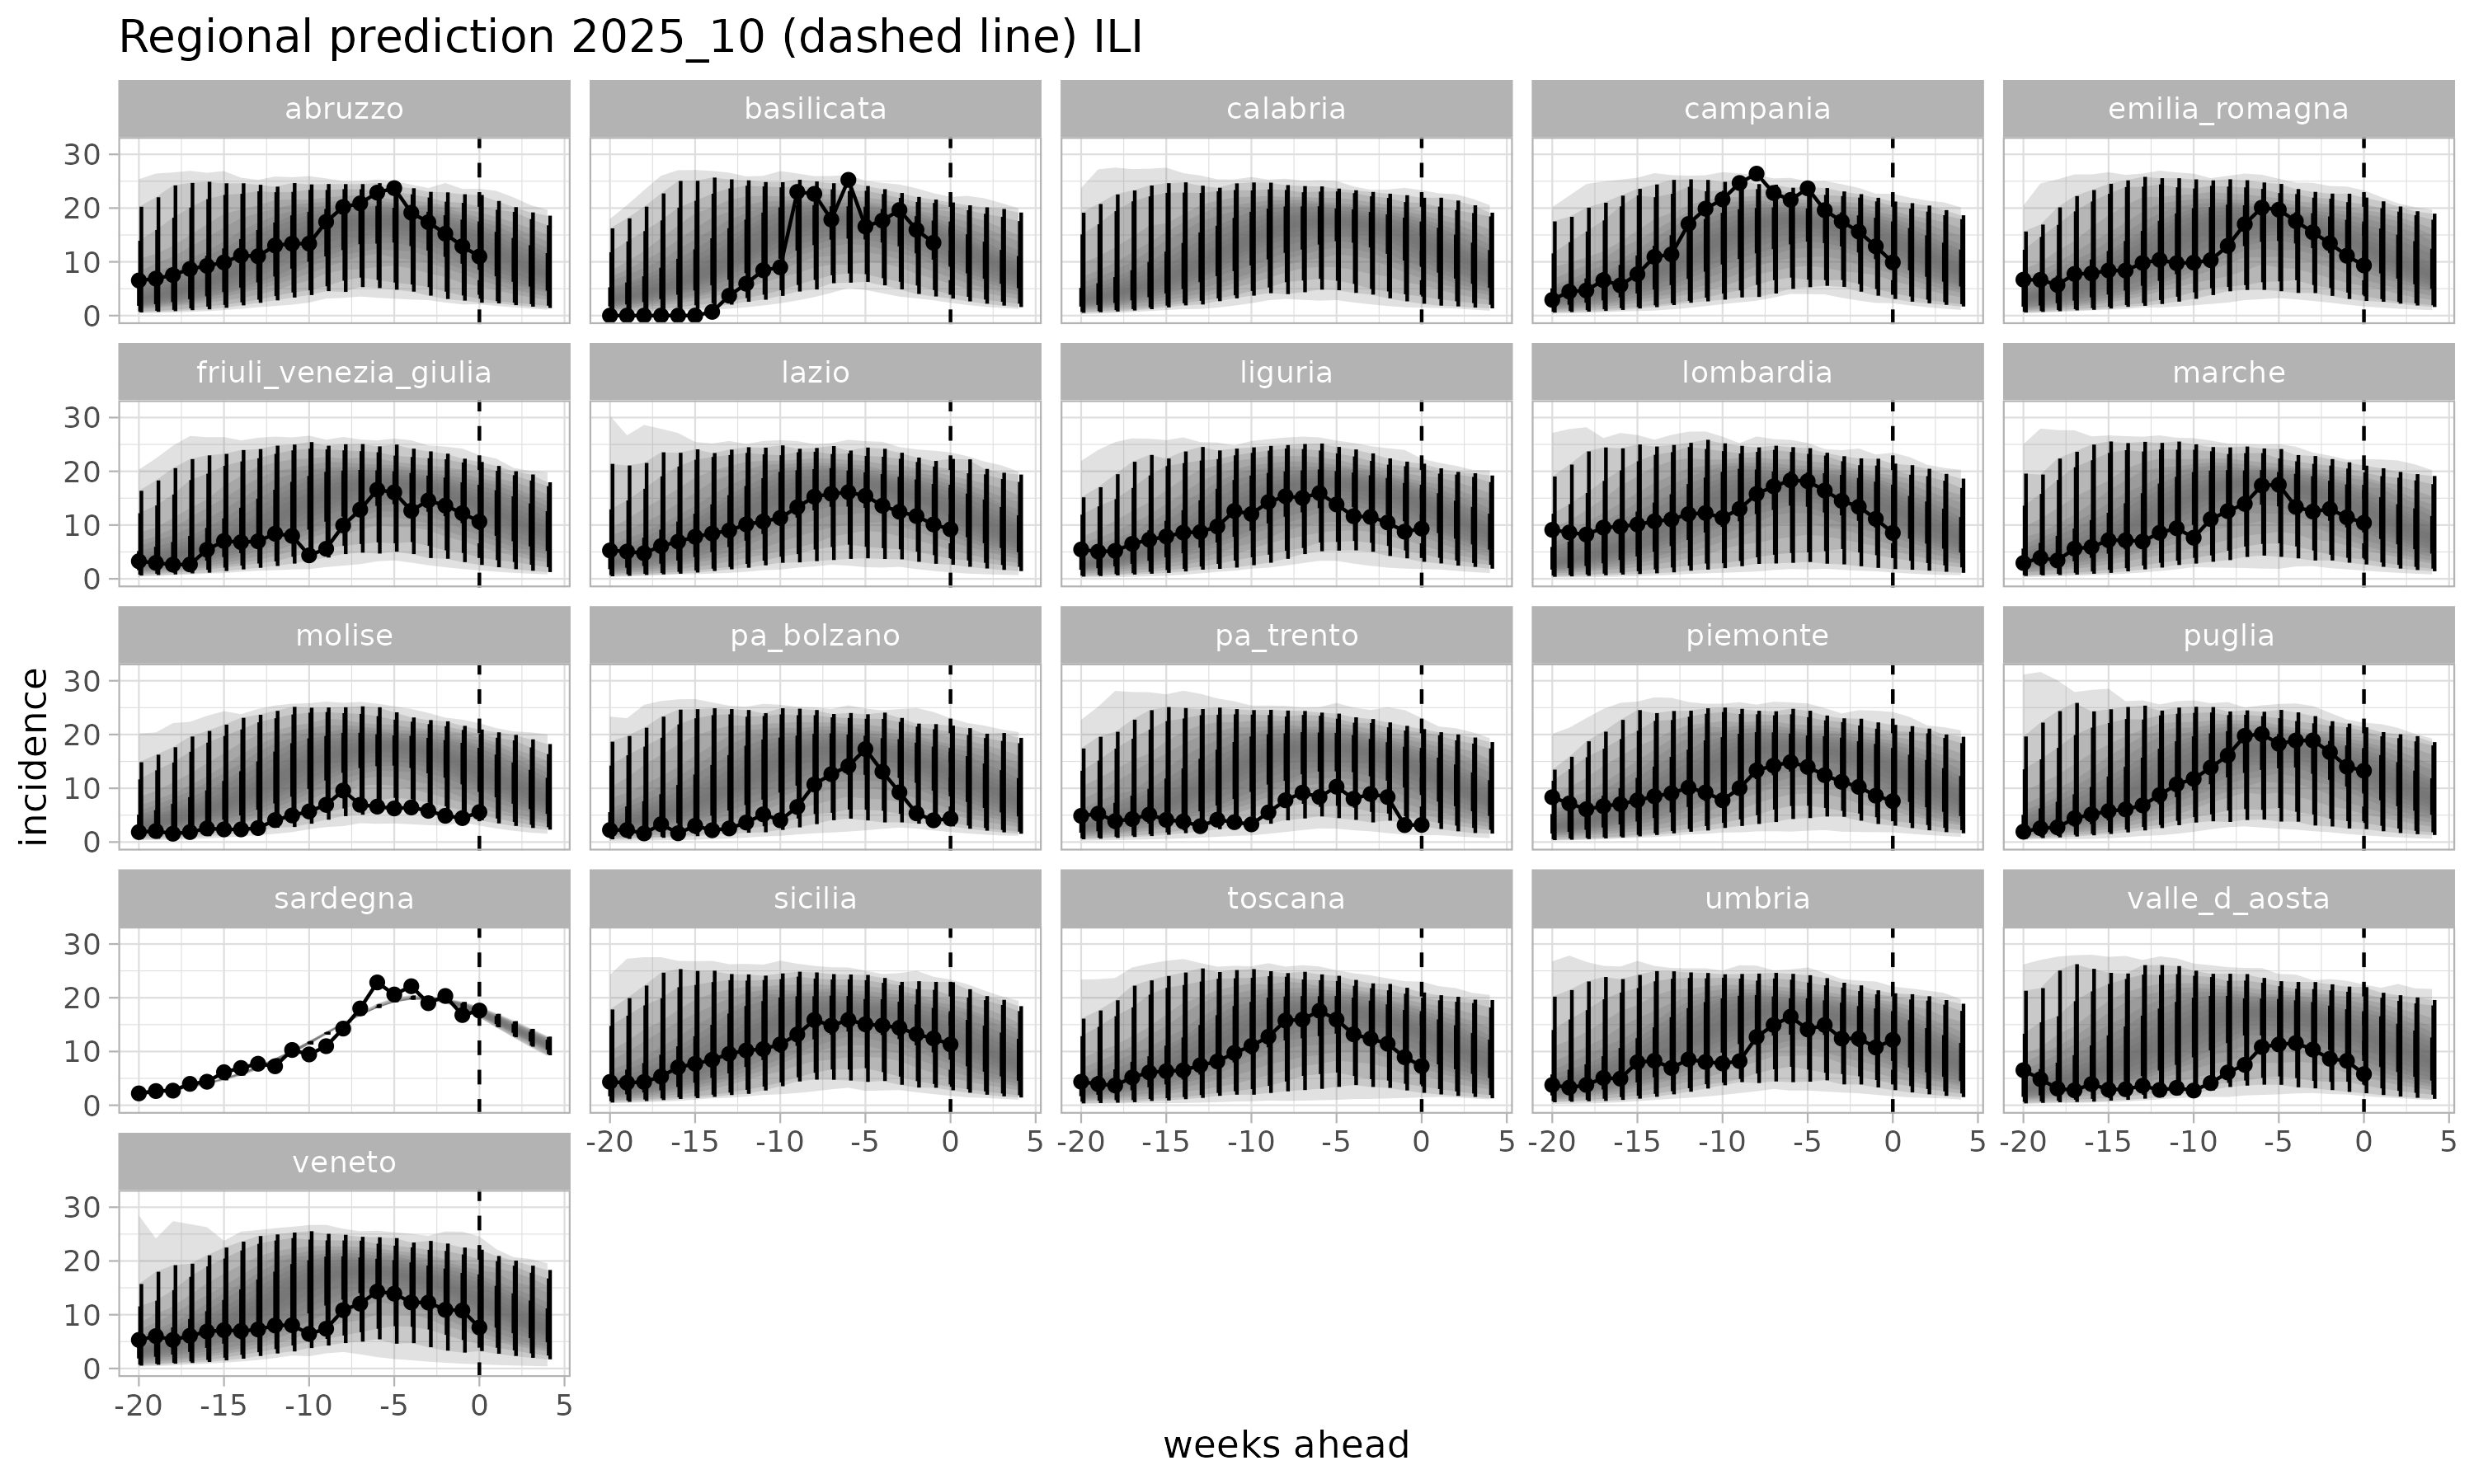 Regional prediction 2025_10 (dashed line) ILI
abruzzo basilicata calabria campania emilia_romagna
30
20
10
0
friuli_venezia_giulia lazio liguria lombardia marche
30
20
10
0
molise pa_bolzano pa_trento piemonte puglia
30
20
10
0
incidence
sardegna sicilia toscana umbria valle_d_aosta
30
20
10
0
-20 -15 -10 -5 0 5 -20 -15 -10 -5 0 5 -20 -15 -10 -5 0 5 -20 -15 -10 -5 0 5
veneto
30
20
10
0
-20 -15 -10 -5 0 5
weeks ahead